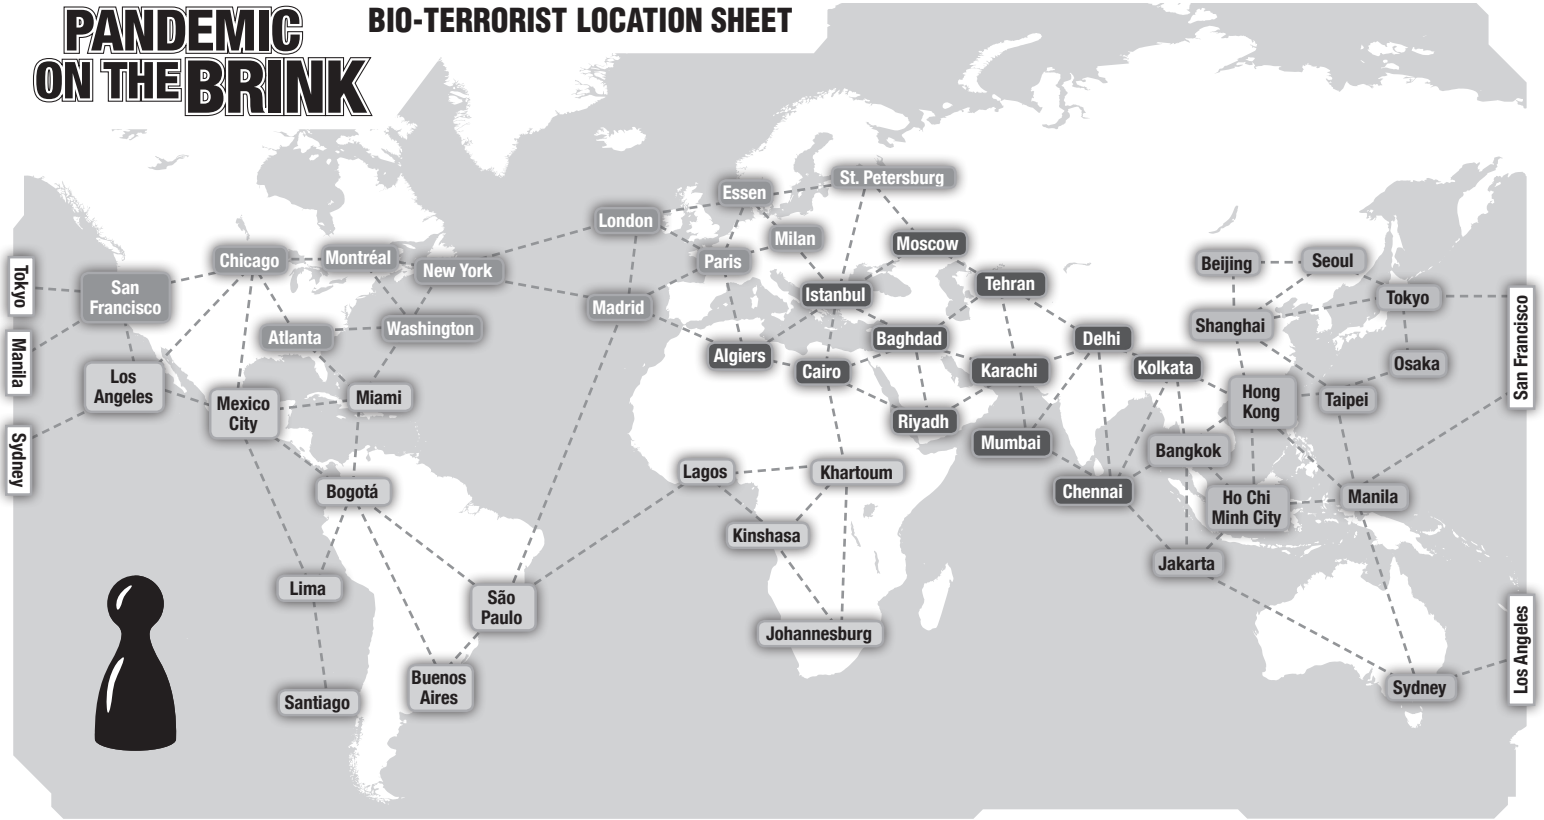 PANDEMIC
ON THE BRINK
BIO-TERRORIST LOCATION SHEET
St. Petersburg
Essen
London
Milan
Moscow
Chicago
Montréal
New York
Paris
Beijing
Seoul
Tokyo
San
Francisco
Istanbul
Tehran
Tokyo
San Francisco
Madrid
Atlanta
Washington
Baghdad
Delhi
Shanghai
Manila
Algiers
Cairo
Karachi
Kolkata
Osaka
Los
Angeles
Mexico
City
Miami
Riyadh
Hong
Kong
Taipei
Sydney
Mumbai
Bangkok
Lagos
Khartoum
Bogotá
Chennai
Ho Chi
Minh City
Manila
Kinshasa
Jakarta
Lima
São
Paulo
Johannesburg
Los Angeles
Santiago
Buenos
Aires
Sydney